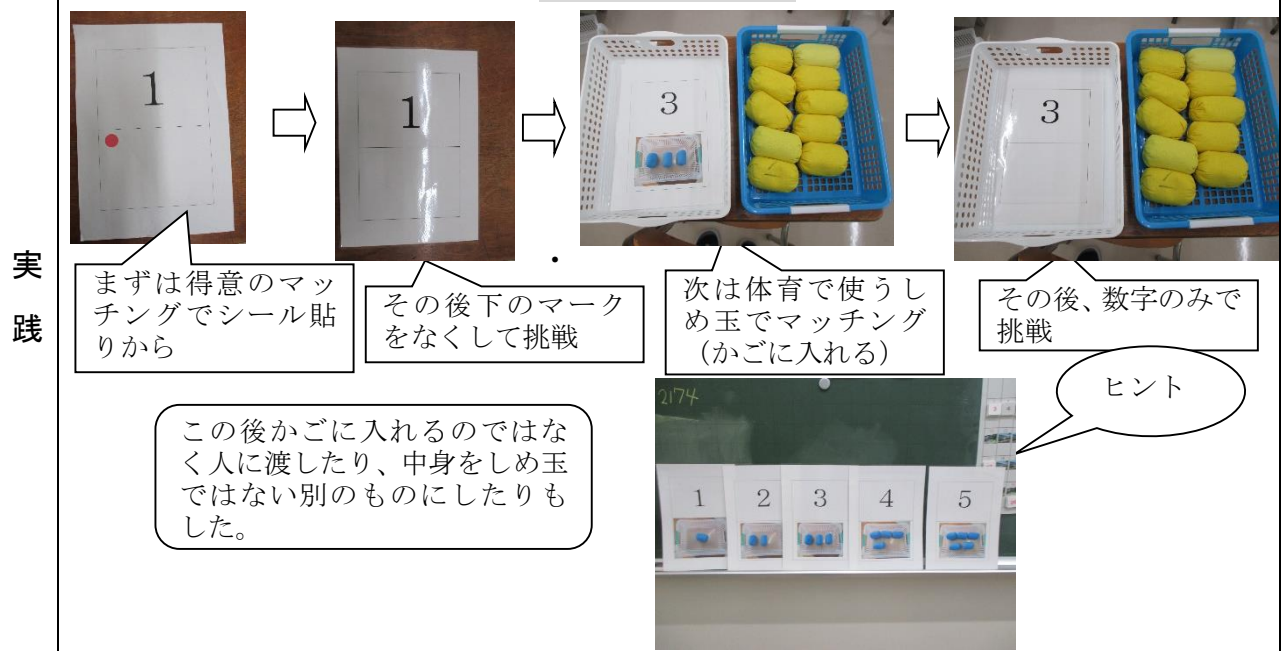 実
践
1
1
3
3
まずは得意のマッ
チングでシール貼
りから
その後下のマーク
をなくして挑戦
次は体育で使うし
め玉でマッチング
（かごに入れる）
その後、数字のみで
挑戦
ヒント
この後かごに入れるのではな
く人に渡したり、中身をしめ玉
ではない別のものにしたりも
した。
2174
1 2 3 4 5